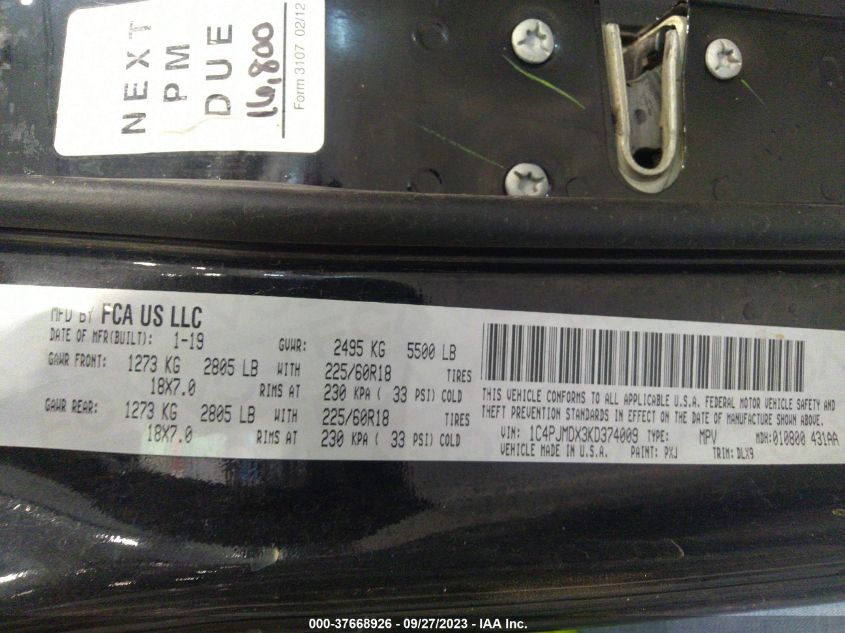 NEXT
PM
DUE
16,800
Form 3107 02/12
MFD BY FCA US LLC
DATE OF MFR(BUILT): 1-19 GVWR: 2495 KG 5500 LB
GAWR FRONT: 1273 KG 2805 LB WITH 225/60R18 TIRES
18X7.0 RIMS AT 230 KPA ( 33 PSI) COLD
GAWR REAR: 1273 KG 2805 LB WITH 225/60R18 TIRES
18X7.0 RIMS AT 230 KPA ( 33 PSI) COLD
THIS VEHICLE CONFORMS TO ALL APPLICABLE U.S.A. FEDERAL MOTOR VEHICLE SAFETY AND
THEFT PREVENTION STANDARDS IN EFFECT ON THE DATE OF MANUFACTURE SHOWN ABOVE.
VIN: 1C4PJMDX3KD374009 TYPE: MPV MDH: 010800 431AA
VEHICLE MADE IN U.S.A. PAINT: PXJ TRIM: DLX9
000-37668926 - 09/27/2023 - IAA Inc.